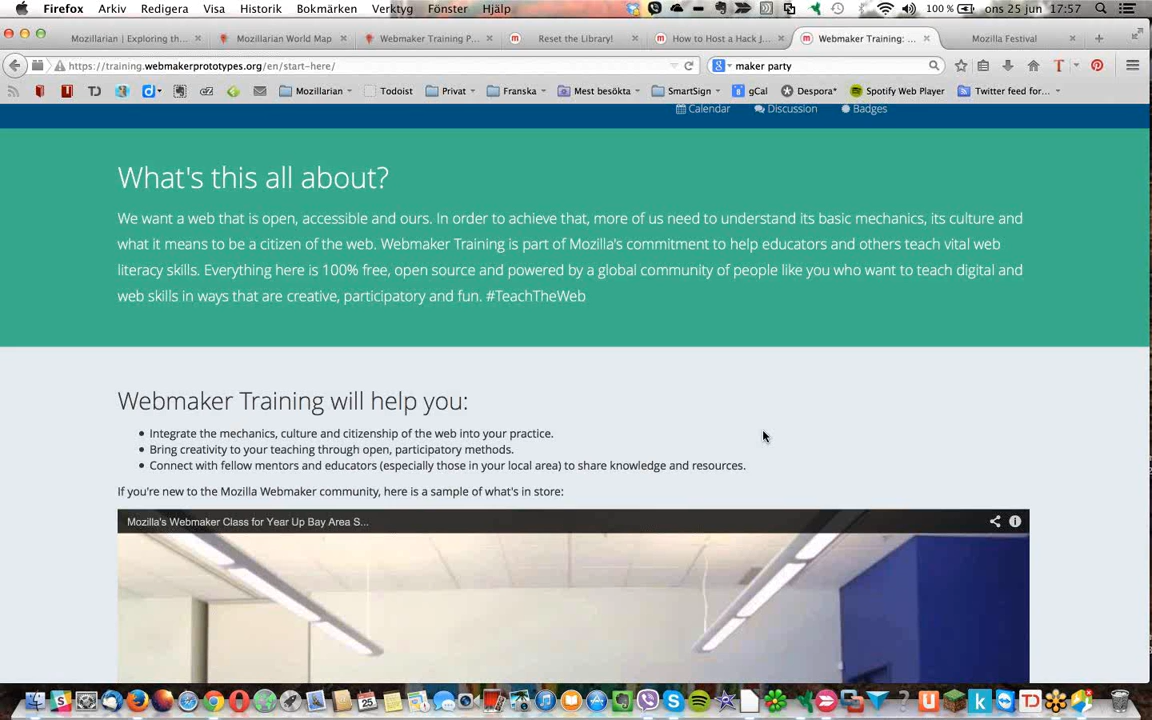 Firefox Arkiv Redigera Visa Historik Bokmärken Verktyg Fönster Hjälp 100 % ons 25 jun 17:57
Mozillarian | Exploring th... Mozillarian World Map Webmaker Training P... Reset the Library! How to Host a Hack J... Webmaker Training: ... Mozilla Festival
https://training.webmakerprototypes.org/en/start-here/ maker party
Mozillarian Todoist Privat Franska Mest besökta SmartSign gCal Despora* Spotify Web Player Twitter feed for...
Calendar Discussion Badges
What's this all about?
We want a web that is open, accessible and ours. In order to achieve that, more of us need to understand its basic mechanics, its culture and
what it means to be a citizen of the web. Webmaker Training is part of Mozilla's commitment to help educators and others teach vital web
literacy skills. Everything here is 100% free, open source and powered by a global community of people like you who want to teach digital and
web skills in ways that are creative, participatory and fun. #TeachTheWeb
Webmaker Training will help you:
Integrate the mechanics, culture and citizenship of the web into your practice.
Bring creativity to your teaching through open, participatory methods.
Connect with fellow mentors and educators (especially those in your local area) to share knowledge and resources.
If you're new to the Mozilla Webmaker community, here is a sample of what's in store:
Mozilla's Webmaker Class for Year Up Bay Area S...